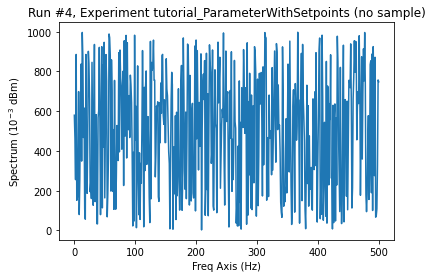 Run #4, Experiment tutorial_ParameterWithSetpoints (no sample)
1000
800
600
400
200
0
Spectrum (10⁻³ dBm)
0 100 200 300 400 500
Freq Axis (Hz)